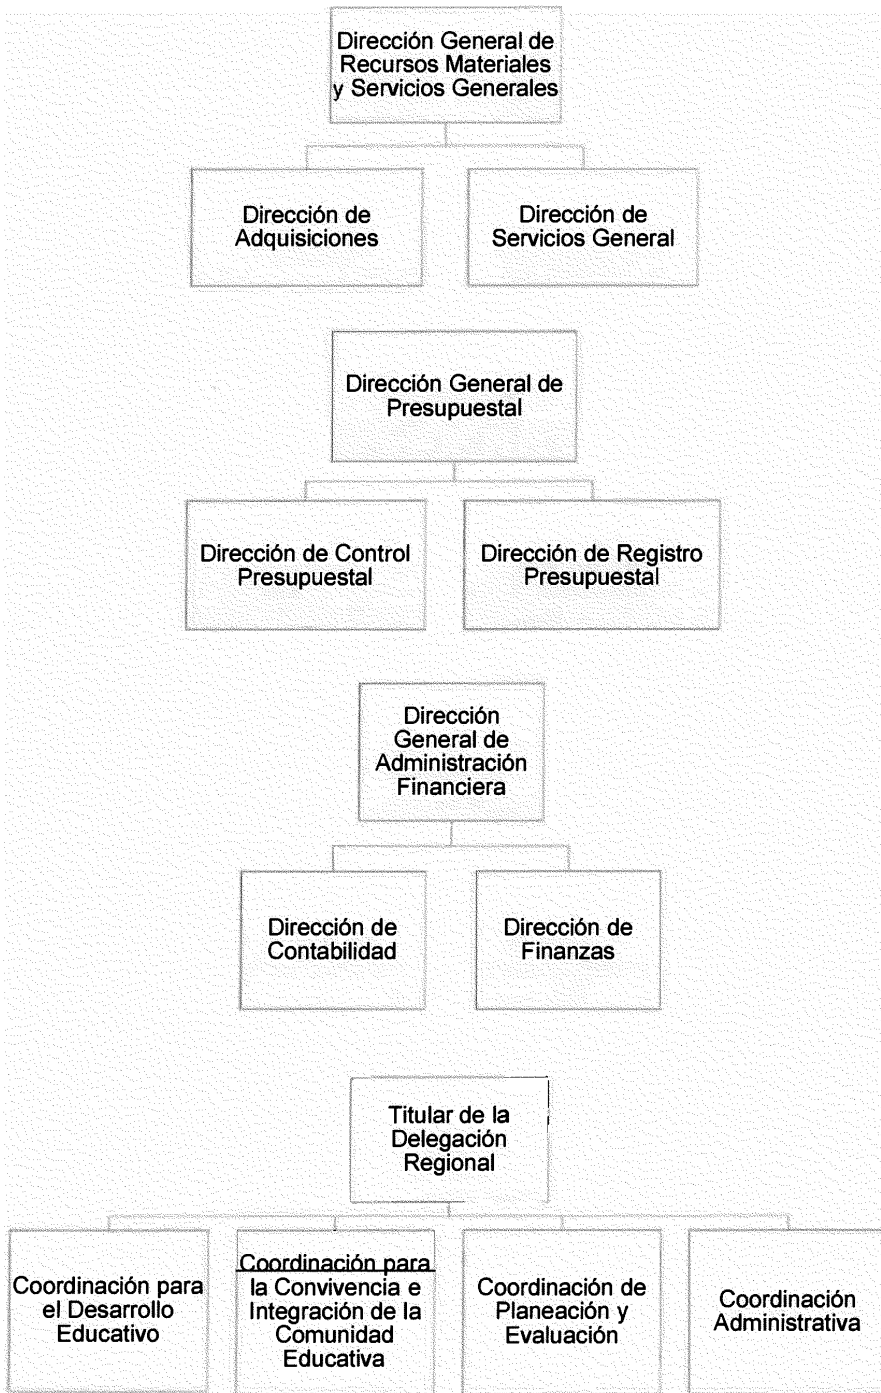 Dirección General de
Recursos Materiales
y Servicios Generales
Dirección de
Adquisiciones
Dirección de
Servicios General
Dirección General de
Presupuestal
Dirección de Control
Presupuestal
Dirección de Registro
Presupuestal
Dirección
General de
Administración
Financiera
Dirección de
Contabilidad
Dirección de
Finanzas
Titular de la
Delegación
Regional
Coordinación para
el Desarrollo
Educativo
Coordinación para
la Convivencia e
Integración de la
Comunidad
Educativa
Coordinación de
Planeación y
Evaluación
Coordinación
Administrativa